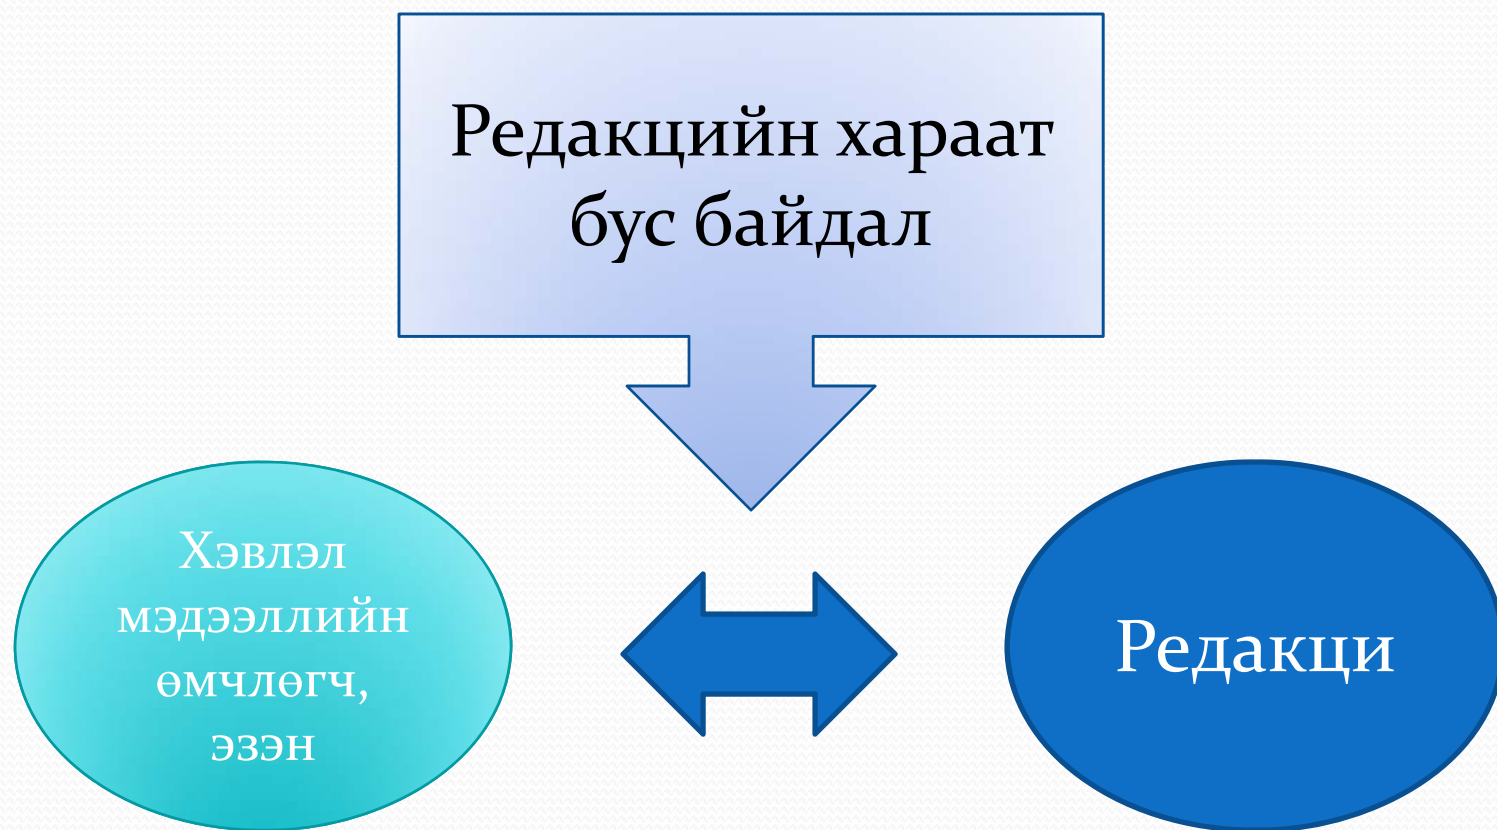 Редакцийн хараат
бус байдал
Хэвлэл
мэдээллийн
өмчлөгч,
эзэн
Редакци